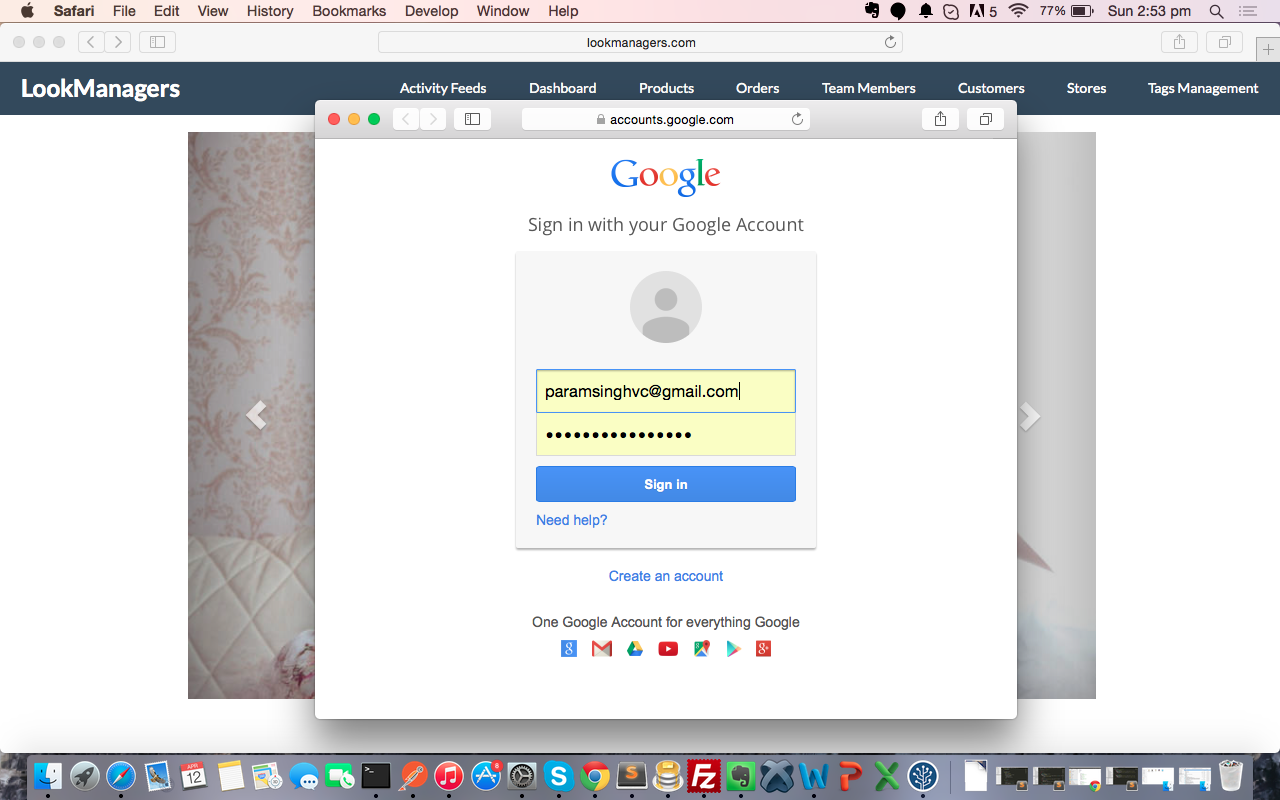 Safari File Edit View History Bookmarks Develop Window Help 5 77% Sun 2:53 pm
lookmanagers.com
LookManagers Activity Feeds Dashboard Products Orders Team Members Customers Stores Tags Management
accounts.google.com
Google
Sign in with your Google Account
paramsinghvc@gmail.com
••••••••••••••••
Sign in
Need help?
Create an account
One Google Account for everything Google
APR
12
8